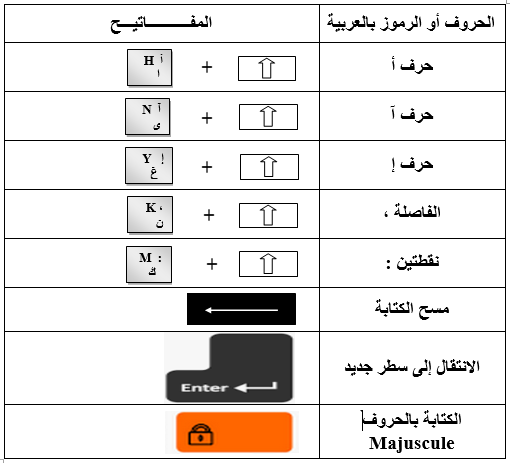 الحروف أو الرموز بالعربية
المفـــــــاتيـــح
حرف أ
+
H أ
ا
حرف آ
+
N آ
ى
حرف إ
+
Y إ
غ
الفاصلة ،
+
K ،
ن
نقطتين :
+
M :
ك
مسح الكتابة
الانتقال إلى سطر جديد
Enter
الكتابة بالحروف
Majuscule